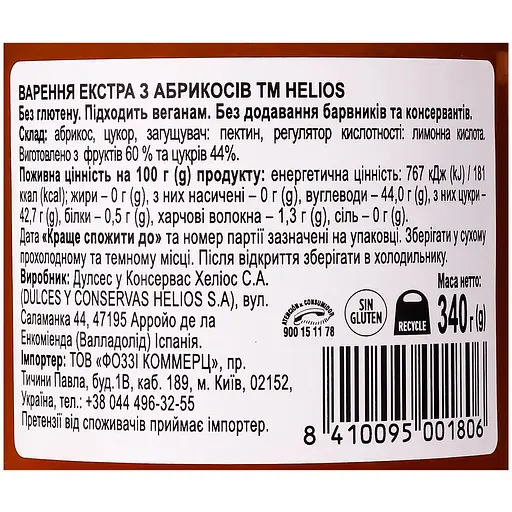 ВАРЕННЯ ЕКСТРА З АБРИКОСІВ ТМ HELIOS
Без глютену. Підходить веганам. Без додавання барвників та консервантів.
Склад: абрикос, цукор, загущувач: пектин, регулятор кислотності: лимонна кислота.
Виготовлено з фруктів 60 % та цукрів 44%.
Поживна цінність на 100 г (g) продукту: енергетична цінність: 767 кДж (kJ) / 181
ккал (kcal); жири – 0 г (g), з них насичені – 0 г (g), вуглеводи – 44,0 г (g), з них цукри –
42,7 г (g), білки – 0,5 г (g), харчові волокна – 1,3 г (g), сіль – 0 г (g).
Дата «Краще спожити до» та номер партії зазначені на упаковці. Зберігати у сухому
прохолодному та темному місці. Після відкриття зберігати в холодильнику.
Виробник: Дулсес у Консервас Хеліос С.А.
(DULCES Y CONSERVAS HELIOS S.A), вул.
Саламанка 44, 47195 Арройо де ла
Енкомієнда (Валладолід) Іспанія.
Імпортер: ТОВ "ФОЗЗІ КОММЕРЦ", пр.
Тичини Павла, буд.1В, каб. 189, м. Київ, 02152,
Україна, тел.: +38 044 496-32-55
Претензії від споживачів приймає імпортер.
ATENCIÓN al CONSUMIDOR
900 15 11 78
SIN
GLUTEN
RECYCLE
Маса нетто:
340 г (g)
8 410095 001806